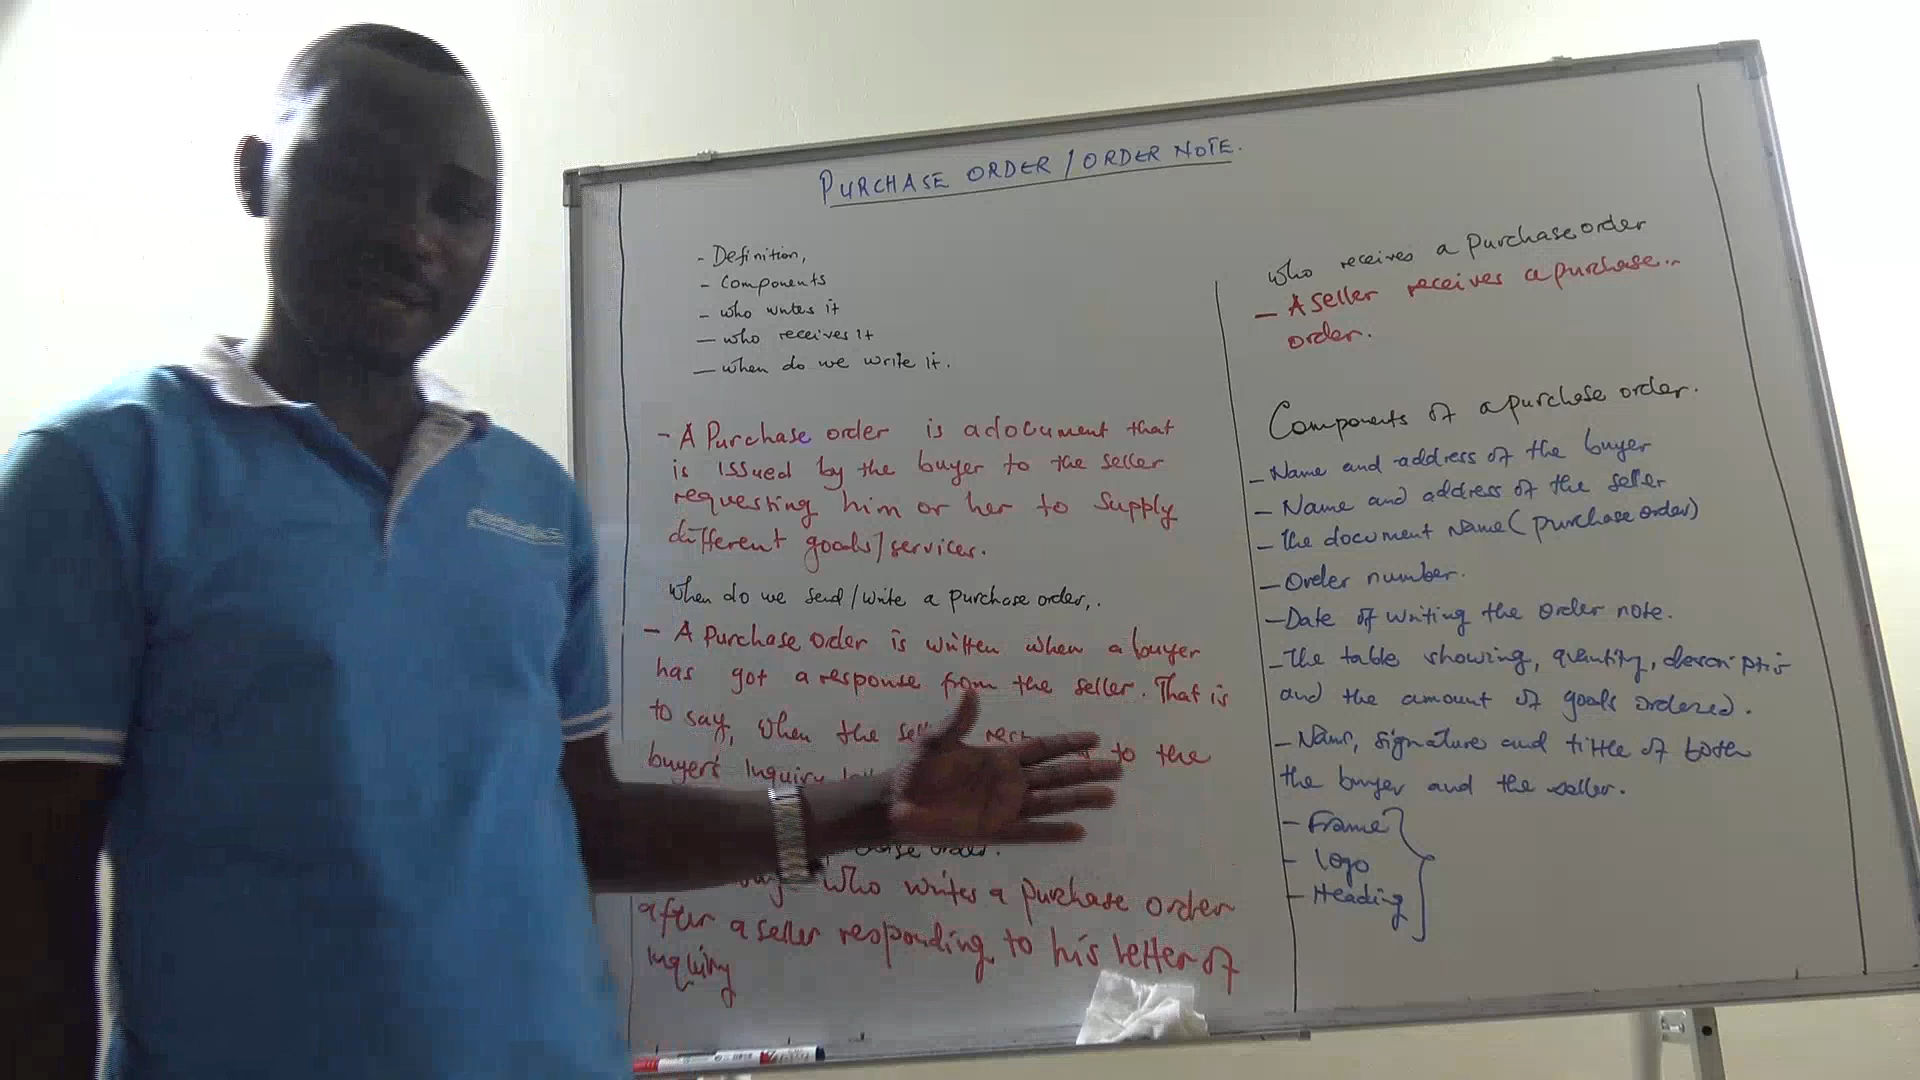 PURCHASE ORDER / ORDER NOTE.
- Definition,
- Components
- who writes it
- who receives it
- when do we write it.
- A Purchase order is a document that
is issued by the buyer to the seller
requesting him or her to supply
different goods/services.
When do we send/write a purchase order,.
- A purchase order is written when a buyer
has got a response from the seller. That is
to say, when the to the
buyer's Inquiry
order.
who writes a purchase order
after a seller responding to his letter of
inquiry
who receives a purchase order
- A seller receives a purchase..
order.
Components of a purchase order.
- Name and address of the buyer
- Name and address of the seller
- The document name (purchase order)
- Order number.
- Date of writing the order note.
- The table showing, quantity,
and the amount of goods ordered.
- Name, signature and tittle of both
the buyer and the seller.
- Frame
- Logo
- Heading